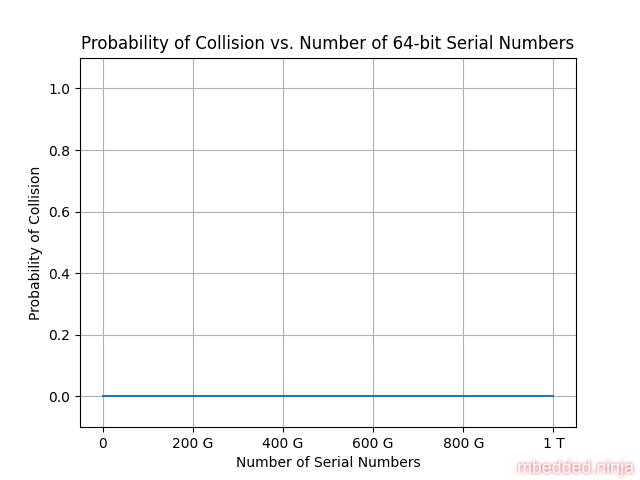 Probability of Collision vs. Number of 64-bit Serial Numbers
1.0
0.8
0.6
0.4
0.2
0.0
Probability of Collision
0 200 G 400 G 600 G 800 G 1 T
Number of Serial Numbers
mbedded.ninja